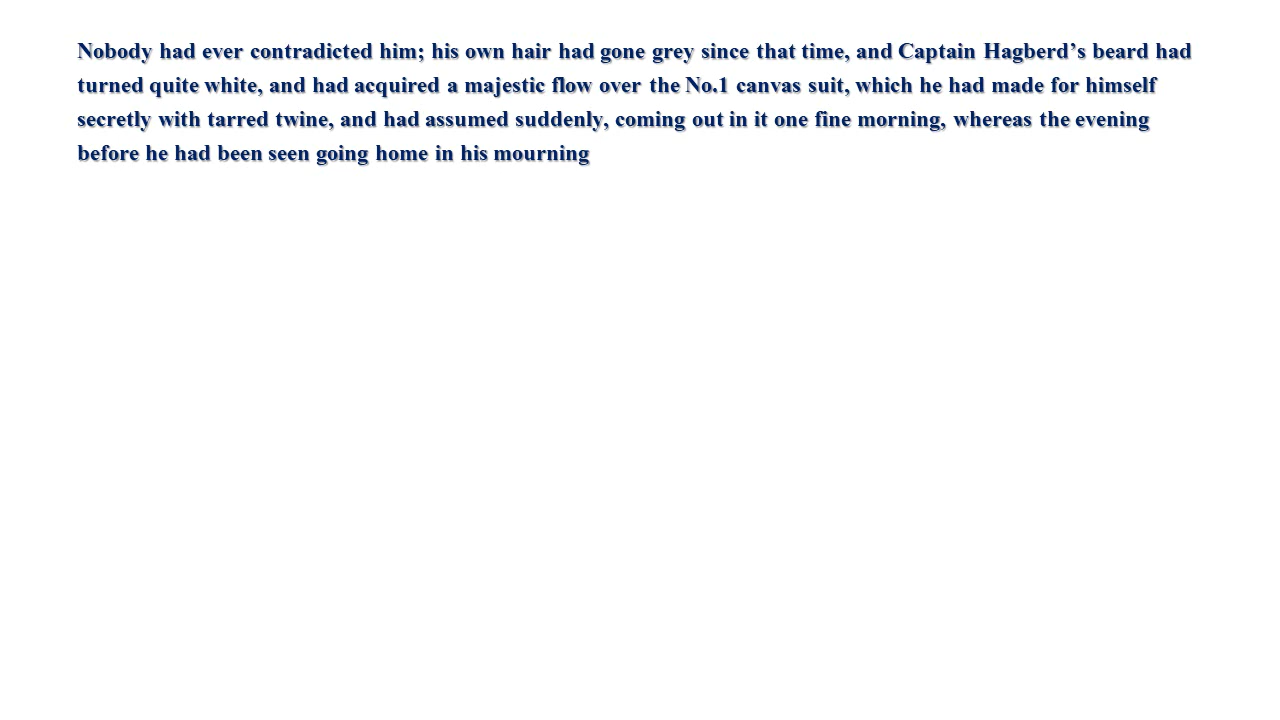 Nobody had ever contradicted him; his own hair had gone grey since that time, and Captain Hagberd’s beard had
turned quite white, and had acquired a majestic flow over the No.1 canvas suit, which he had made for himself
secretly with tarred twine, and had assumed suddenly, coming out in it one fine morning, whereas the evening
before he had been seen going home in his mourning